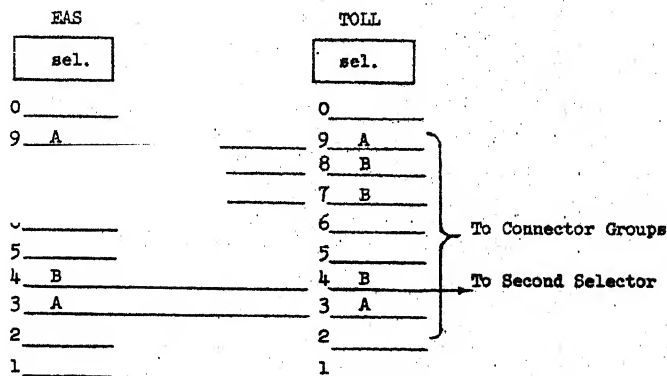 EAS TOLL
sel. sel.
0 0
9 A 9 A
8 B
7 B
6
5 5
To Connector Groups
4 B 4 B To Second Selector
3 A 3 A
2 2
1 1